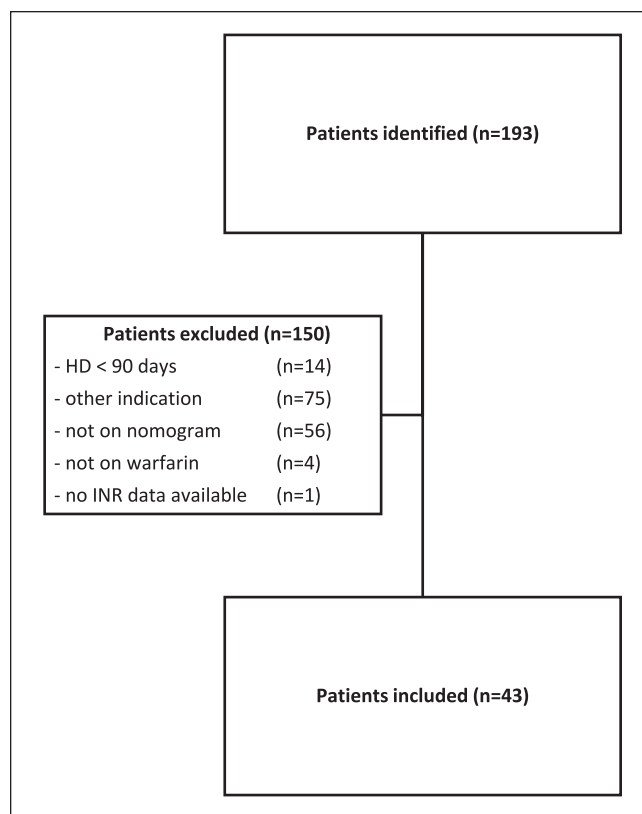 Patients identified (n=193)
Patients excluded (n=150)
- HD < 90 days (n=14)
- other indication (n=75)
- not on nomogram (n=56)
- not on warfarin (n=4)
- no INR data available (n=1)
Patients included (n=43)